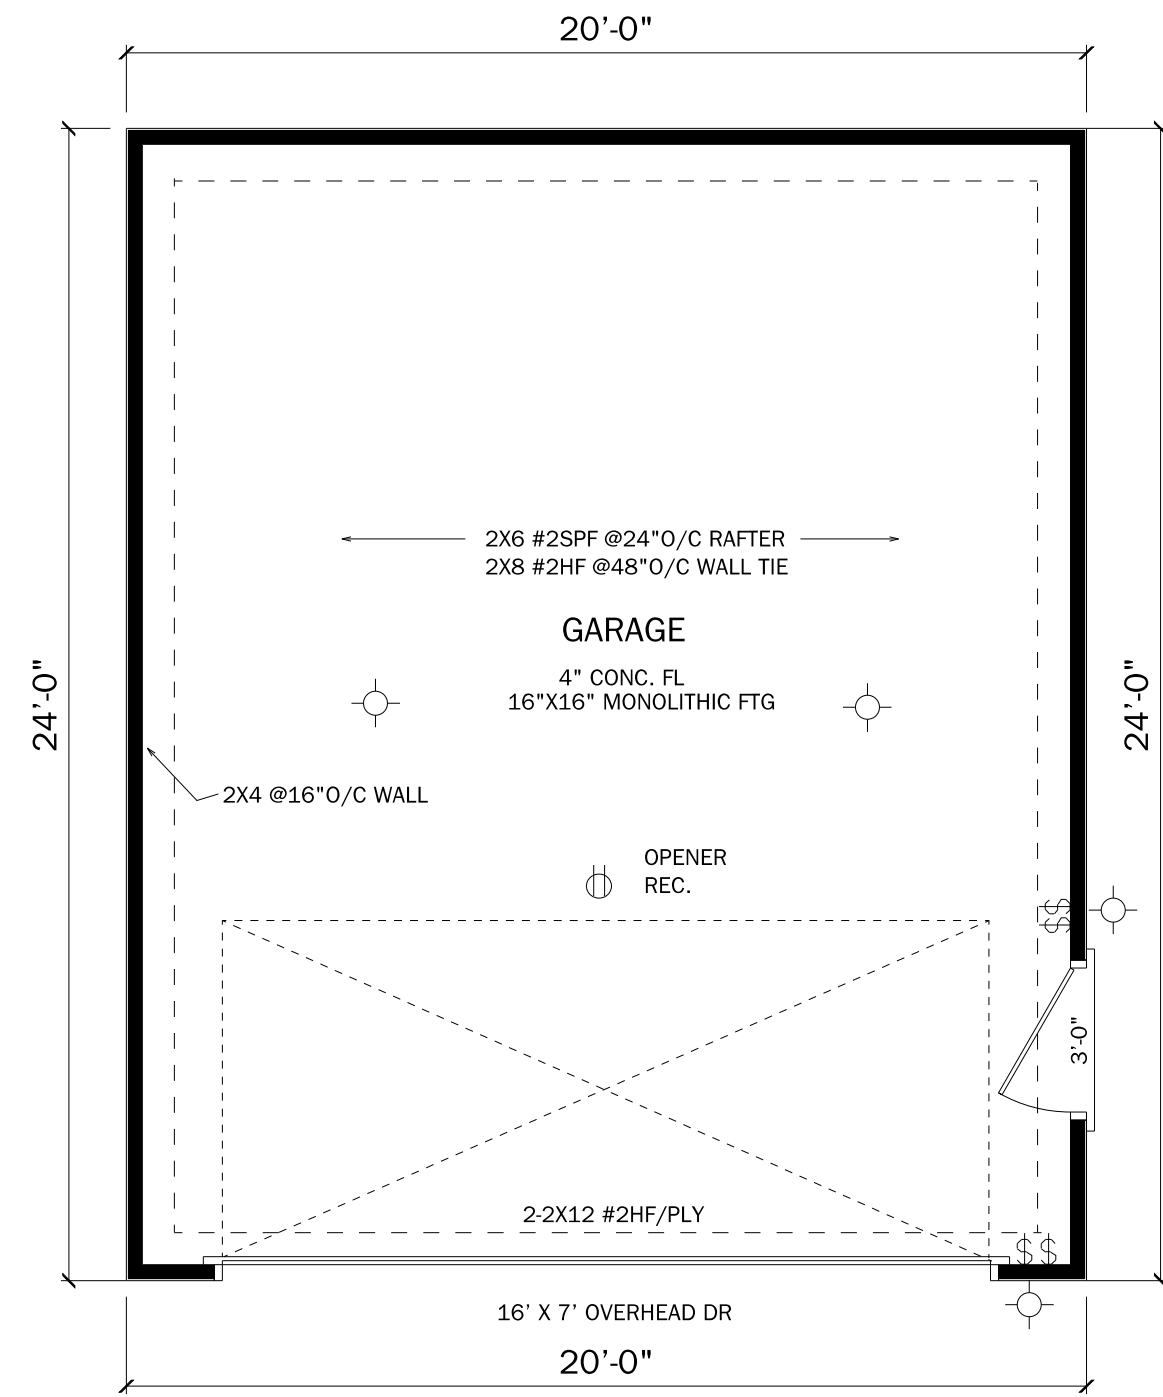 20'-0"
2X6 #2SPF @24"O/C RAFTER
2X8 #2HF @48"O/C WALL TIE
GARAGE
4" CONC. FL
16"X16" MONOLITHIC FTG
24'-0"
24'-0"
2X4 @16"O/C WALL
OPENER
REC.
$
$
3'-0"
2-2X12 #2HF/PLY
$ $
16' X 7' OVERHEAD DR
20'-0"